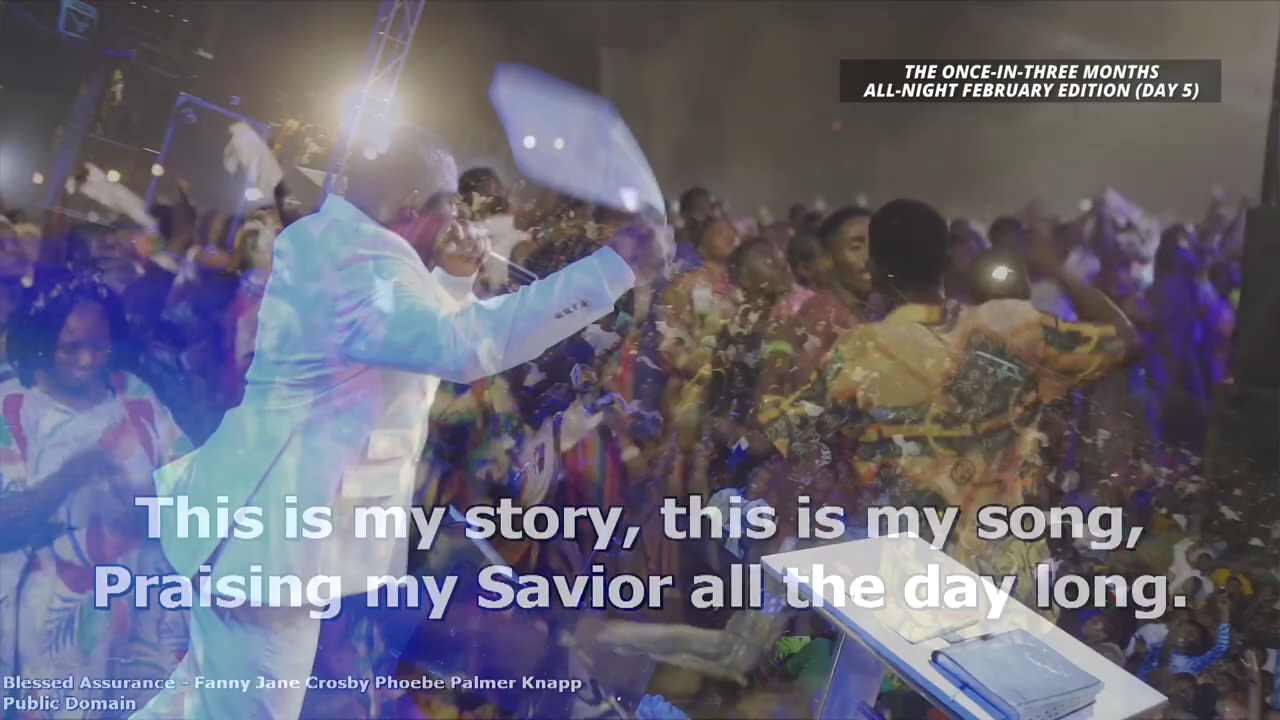 THE ONCE-IN-THREE MONTHS
ALL-NIGHT FEBRUARY EDITION (DAY 5)
This is my story, this is my song,
Praising my Savior all the day long.
Blessed Assurance - Fanny Jane Crosby Phoebe Palmer Knapp
Public Domain